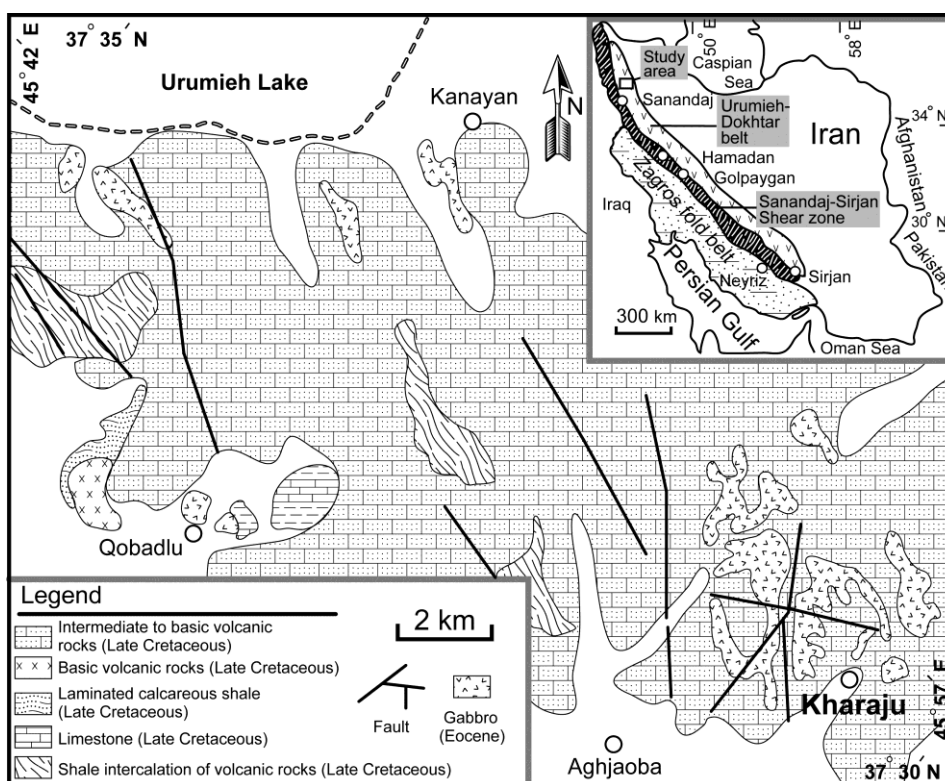 45°42′ E
37°35′ N
Urumieh Lake
Kanayan
N
Qobadlu
Aghjaoba
Kharaju
45°57′ E
37°30′ N
50 E
58 E
34 N
30 N
Study
area
Caspian
Sea
Sanandaj
Urumieh-
Dokhtar
belt
Iran
Afghanistan
Hamadan
Golpaygan
Zagros fold belt
Sanandaj-Sirjan
Shear zone
Iraq
Pakistan
Neyriz
Sirjan
Persian Gulf
300 km
Oman Sea
Legend
Intermediate to basic volcanic
rocks (Late Cretaceous)
Basic volcanic rocks (Late Cretaceous)
Laminated calcareous shale
(Late Cretaceous)
Limestone (Late Cretaceous)
Shale intercalation of volcanic rocks (Late Cretaceous)
2 km
Fault
Gabbro
(Eocene)